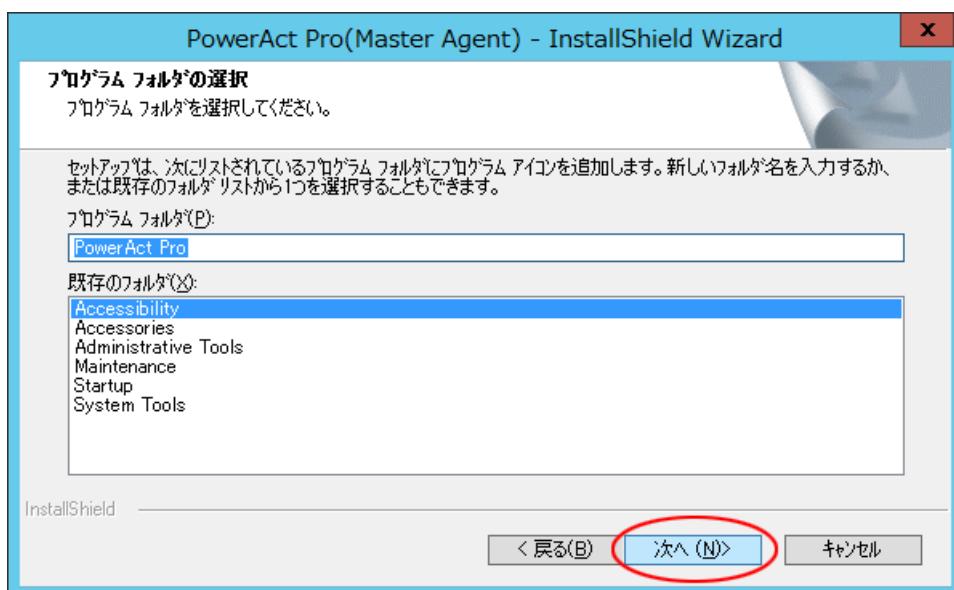 PowerAct Pro(Master Agent) - InstallShield Wizard
x
プログラム フォルダの選択
プログラム フォルダを選択してください。
セットアップは、次にリストされているプログラム フォルダにプログラム アイコンを追加します。新しいフォルダ名を入力するか、
または既存のフォルダ リストから1つを選択することもできます。
プログラム フォルダ(P):
PowerAct Pro
既存のフォルダ(X):
Accessibility
Accessories
Administrative Tools
Maintenance
Startup
System Tools
InstallShield
< 戻る(B)
次へ (N)>
キャンセル